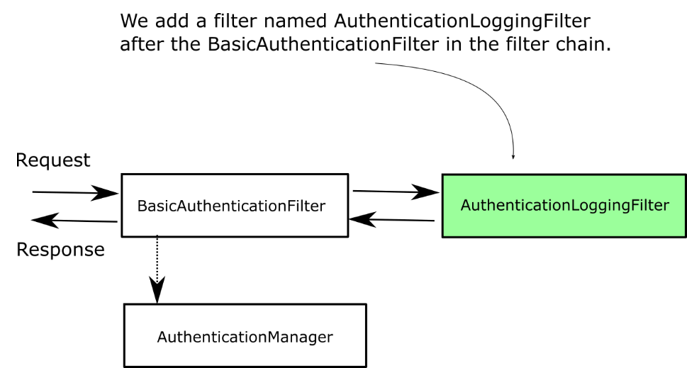 We add a filter named AuthenticationLoggingFilter
after the BasicAuthenticationFilter in the filter chain.
Request
BasicAuthenticationFilter
AuthenticationLoggingFilter
Response
AuthenticationManager